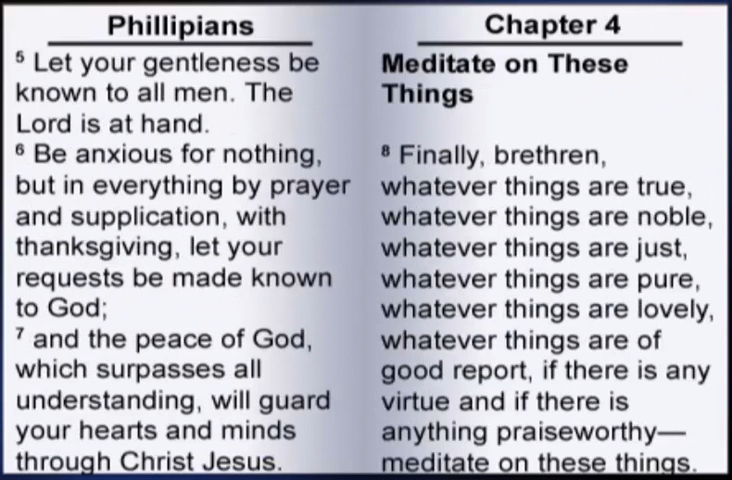 Phillipians
⁵ Let your gentleness be
known to all men. The
Lord is at hand.
⁶ Be anxious for nothing,
but in everything by prayer
and supplication, with
thanksgiving, let your
requests be made known
to God;
⁷ and the peace of God,
which surpasses all
understanding, will guard
your hearts and minds
through Christ Jesus.
Chapter 4
Meditate on These
Things
⁸ Finally, brethren,
whatever things are true,
whatever things are noble,
whatever things are just,
whatever things are pure,
whatever things are lovely,
whatever things are of
good report, if there is any
virtue and if there is
anything praiseworthy—
meditate on these things.